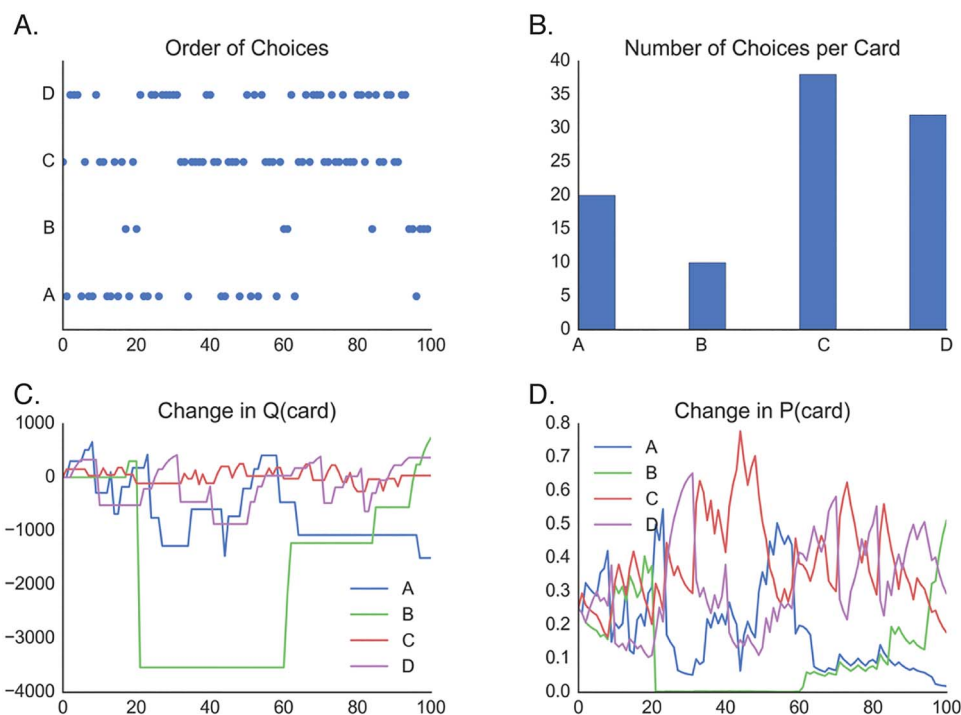 A.
Order of Choices
D
C
B
A
0 20 40 60 80 100
B.
Number of Choices per Card
40
35
30
25
20
15
10
5
0
A B C D
C.
Change in Q(card)
1000
0
−1000
−2000
−3000
−4000
A
B
C
D
0 20 40 60 80 100
D.
Change in P(card)
0.8
0.7
0.6
0.5
0.4
0.3
0.2
0.1
0.0
A
B
C
D
0 20 40 60 80 100